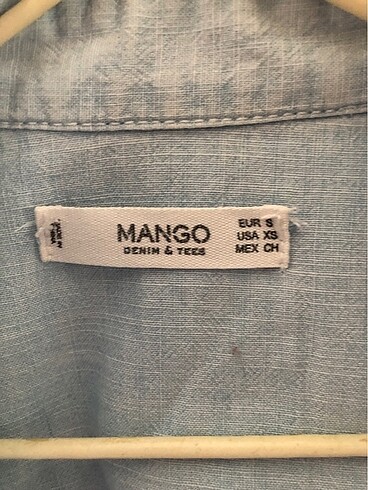 MANGO
DENIM & TEES
EUR S
USA XS
MEX CH